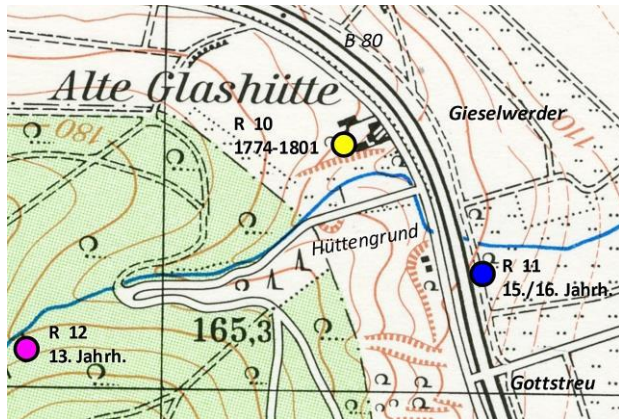 B 80
Alte Glashütte
Gieselwerder
R 10
1774-1801
180
110
Hüttengrund
R 11
15./16. Jahrh.
R 12
13. Jahrh.
165,3
Gottstreu